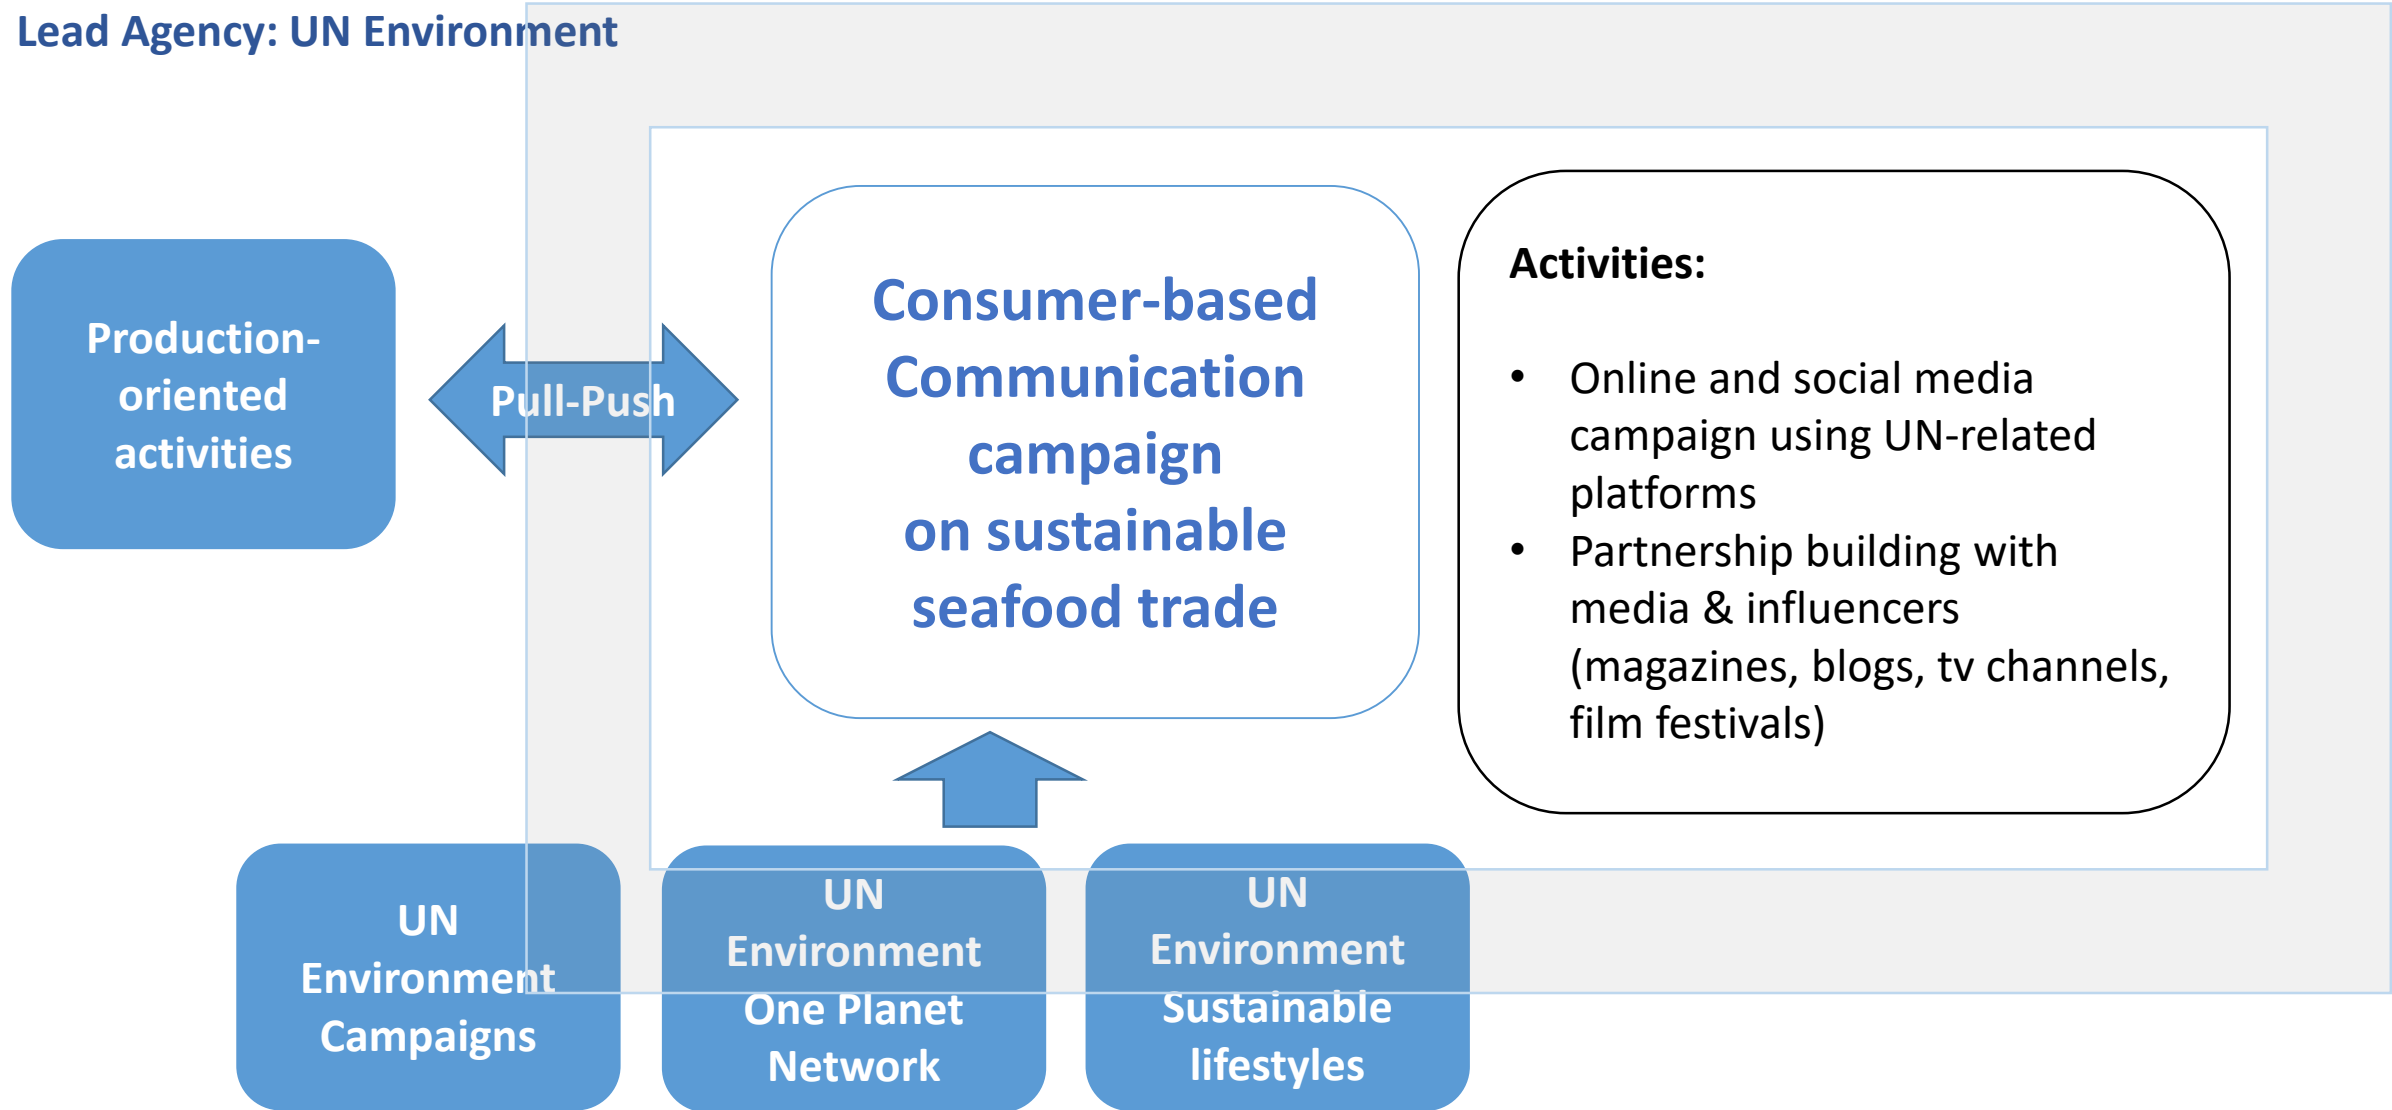 Lead Agency: UN Environment
Production-
oriented
activities
Pull-Push
Consumer-based
Communication
campaign
on sustainable
seafood trade
Activities:
• Online and social media
campaign using UN-related
platforms
• Partnership building with
media & influencers
(magazines, blogs, tv channels,
film festivals)
UN
Environment
Campaigns
UN
Environment
One Planet
Network
UN
Environment
Sustainable
lifestyles